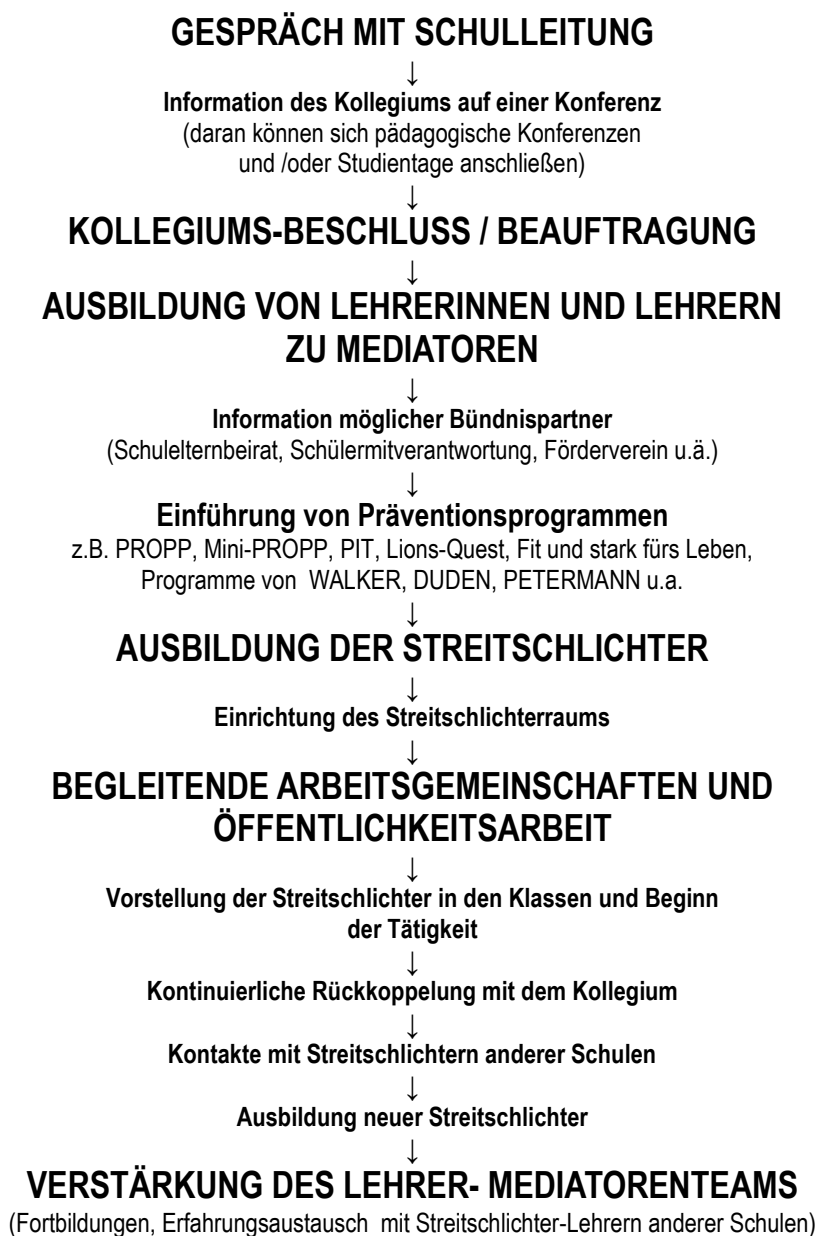 GESPRÄCH MIT SCHULLEITUNG
↓
Information des Kollegiums auf einer Konferenz
(daran können sich pädagogische Konferenzen
und /oder Studientage anschließen)
↓
KOLLEGIUMS-BESCHLUSS / BEAUFTRAGUNG
↓
AUSBILDUNG VON LEHRERINNEN UND LEHRERN
ZU MEDIATOREN
↓
Information möglicher Bündnispartner
(Schulelternbeirat, Schülermitverantwortung, Förderverein u.ä.)
↓
Einführung von Präventionsprogrammen
z.B. PROPP, Mini-PROPP, PIT, Lions-Quest, Fit und stark fürs Leben,
Programme von WALKER, DUDEN, PETERMANN u.a.
↓
AUSBILDUNG DER STREITSCHLICHTER
↓
Einrichtung des Streitschlichterraums
↓
BEGLEITENDE ARBEITSGEMEINSCHAFTEN UND
ÖFFENTLICHKEITSARBEIT
↓
Vorstellung der Streitschlichter in den Klassen und Beginn
der Tätigkeit
↓
Kontinuierliche Rückkoppelung mit dem Kollegium
↓
Kontakte mit Streitschlichtern anderer Schulen
↓
Ausbildung neuer Streitschlichter
↓
VERSTÄRKUNG DES LEHRER- MEDIATORENTEAMS
(Fortbildungen, Erfahrungsaustausch mit Streitschlichter-Lehrern anderer Schulen)